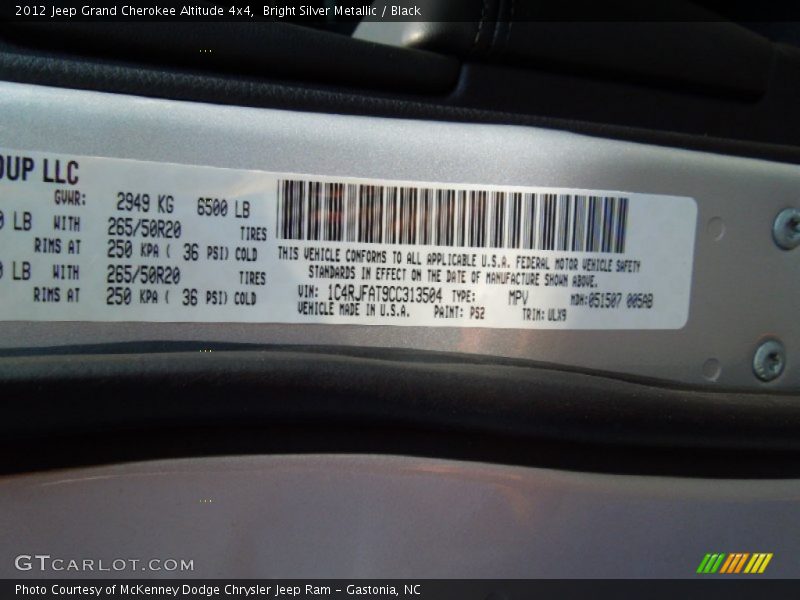 2012 Jeep Grand Cherokee Altitude 4x4, Bright Silver Metallic / Black
OUP LLC
GVWR: 2949 KG 6500 LB
LB WITH 265/50R20 TIRES
RIMS AT 250 KPA ( 36 PSI) COLD
LB WITH 265/50R20 TIRES
RIMS AT 250 KPA ( 36 PSI) COLD
THIS VEHICLE CONFORMS TO ALL APPLICABLE U.S.A. FEDERAL MOTOR VEHICLE SAFETY
STANDARDS IN EFFECT ON THE DATE OF MANUFACTURE SHOWN ABOVE.
VIN: 1C4RJFAT9CC313504 TYPE: MPV MDH:051507 005AB
VEHICLE MADE IN U.S.A. PAINT: PS2 TRIM: ULX9
GTCARLOT.COM
Photo Courtesy of McKenney Dodge Chrysler Jeep Ram - Gastonia, NC